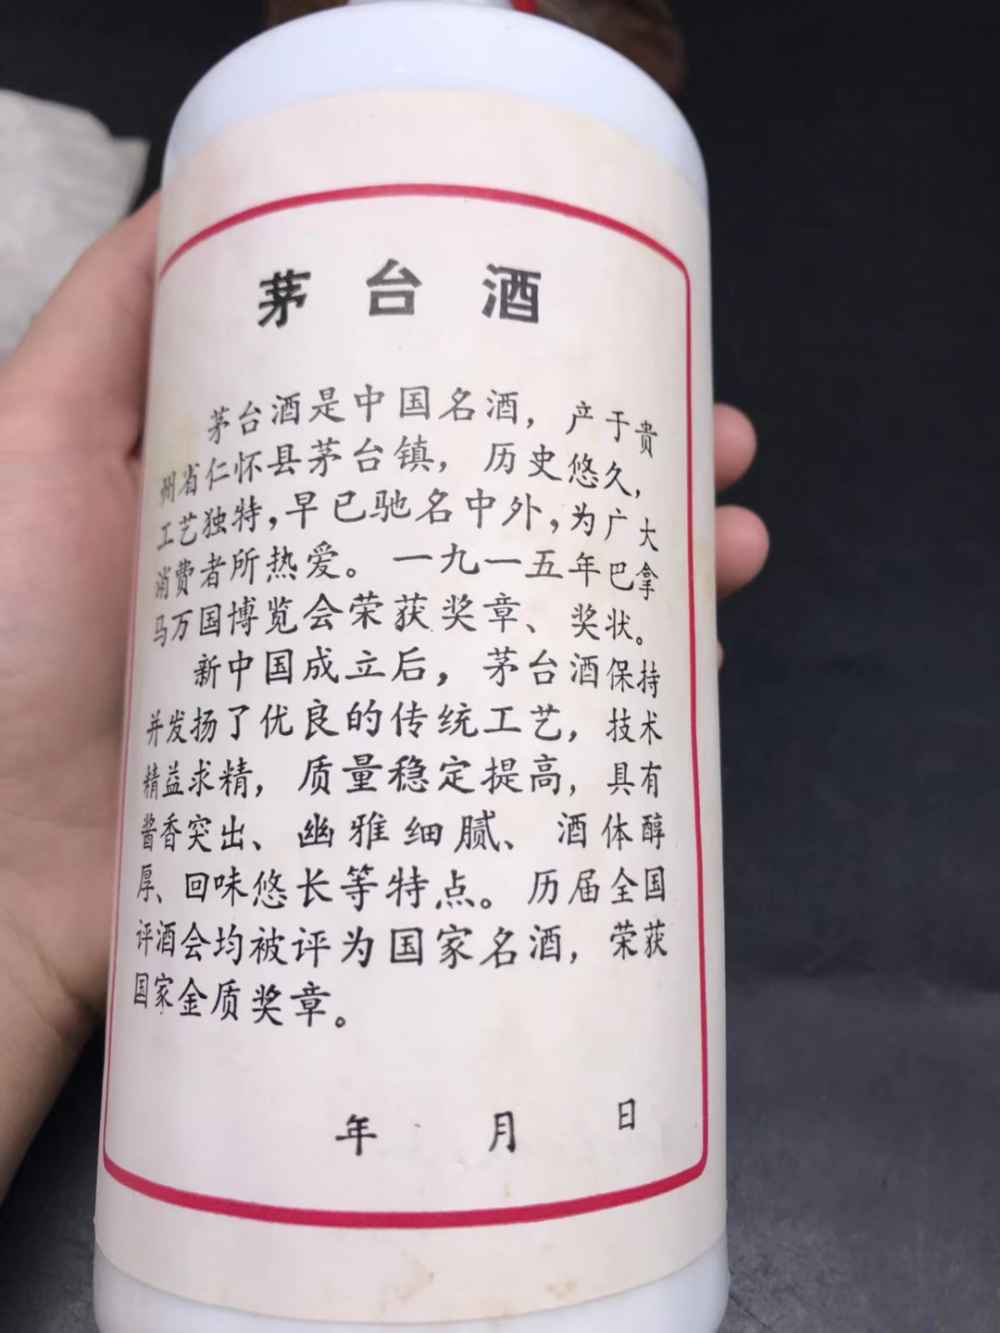 茅台酒
茅台酒是中国名酒，产于贵
州省仁怀县茅台镇，历史悠久，
工艺独特，早已驰名中外，为广大
消费者所热爱。一九一五年巴拿
马万国博览会荣获奖章、奖状。
新中国成立后，茅台酒保持
并发扬了优良的传统工艺，技术
精益求精，质量稳定提高，具有
酱香突出、幽雅细腻、酒体醇
厚、回味悠长等特点。历届全国
评酒会均被评为国家名酒，荣获
国家金质奖章。
年 月 日